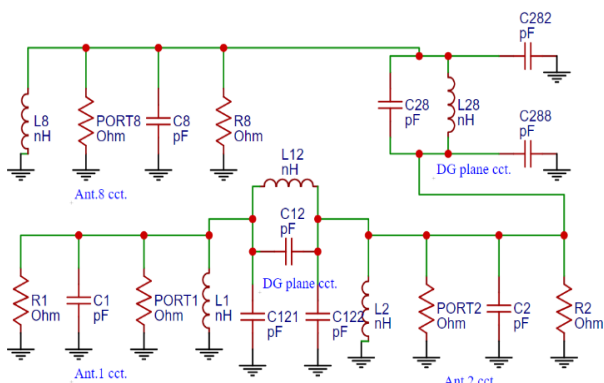 C282
pF
L8
nH
PORT8
Ohm
C8
pF
R8
Ohm
C28
pF
L28
nH
C288
pF
Ant.8 cct.
DG plane cct.
L12
nH
C12
pF
DG plane cct.
R1
Ohm
C1
pF
PORT1
Ohm
L1
nH
C121
pF
C122
pF
L2
nH
PORT2
Ohm
C2
pF
R2
Ohm
Ant.1 cct.
Ant.2 cct.